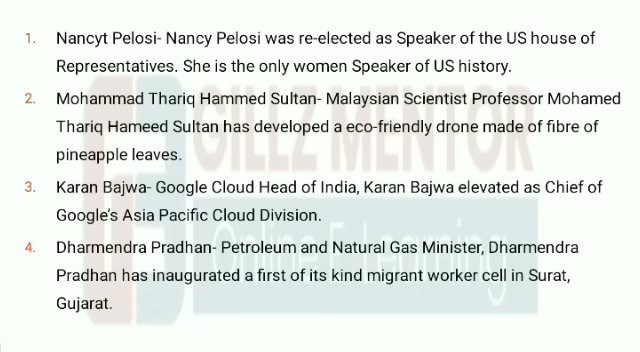 1. Nancyt Pelosi- Nancy Pelosi was re-elected as Speaker of the US house of
Representatives. She is the only women Speaker of US history.
2. Mohammad Thariq Hammed Sultan- Malaysian Scientist Professor Mohamed
Thariq Hameed Sultan has developed a eco-friendly drone made of fibre of
pineapple leaves.
3. Karan Bajwa- Google Cloud Head of India, Karan Bajwa elevated as Chief of
Google's Asia Pacific Cloud Division.
4. Dharmendra Pradhan- Petroleum and Natural Gas Minister, Dharmendra
Pradhan has inaugurated a first of its kind migrant worker cell in Surat,
Gujarat.
GILLZ MENTOR
Online E Learning